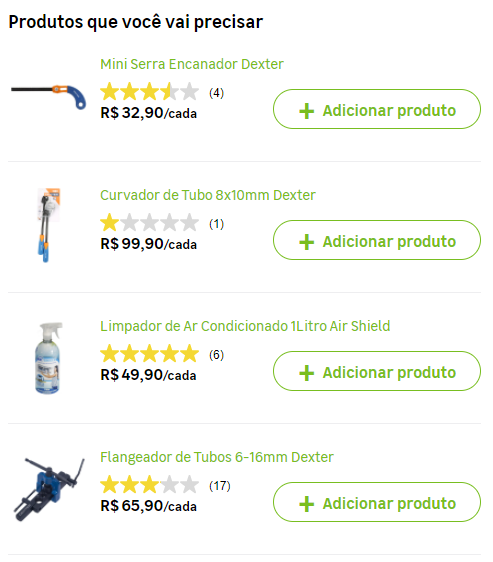 Produtos que você vai precisar
Mini Serra Encanador Dexter
(4)
R$ 32,90/cada
+ Adicionar produto
Curvador de Tubo 8x10mm Dexter
(1)
R$ 99,90/cada
+ Adicionar produto
Limpador de Ar Condicionado 1Litro Air Shield
(6)
R$ 49,90/cada
+ Adicionar produto
Flangeador de Tubos 6-16mm Dexter
(17)
R$ 65,90/cada
+ Adicionar produto